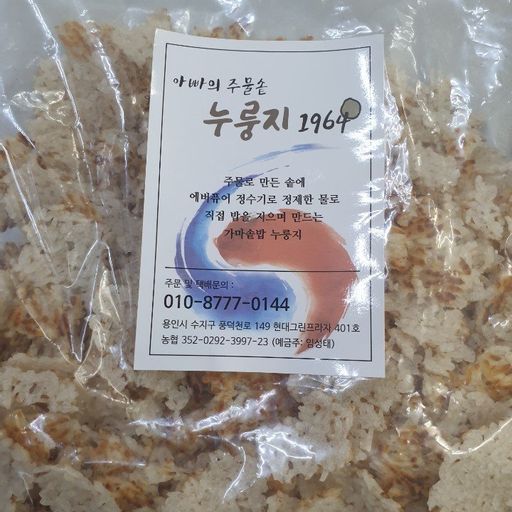 아빠의 주물솥
누룽지 1964
주물로 만든 솥에
에버퓨어 정수기로 정제한 물로
직접 밥을 지으며 만드는
가마솥밥 누룽지
주문 및 택배문의 :
010-8777-0144
용인시 수지구 풍덕천로 149 현대그린프라자 401호
농협 352-0292-3997-23 (예금주: 임성태)